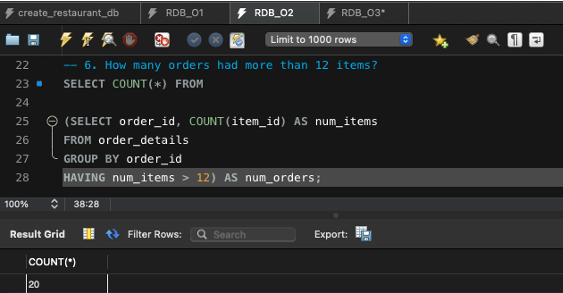 create_restaurant_db RDB_O1 RDB_O2 RDB_O3*
Limit to 1000 rows
22 -- 6. How many orders had more than 12 items?
23 SELECT COUNT(*) FROM
24
25 (SELECT order_id, COUNT(item_id) AS num_items
26 FROM order_details
27 GROUP BY order_id
28 HAVING num_items > 12) AS num_orders;
100% 38:28
Result Grid Filter Rows: Search Export:
COUNT(*)
20